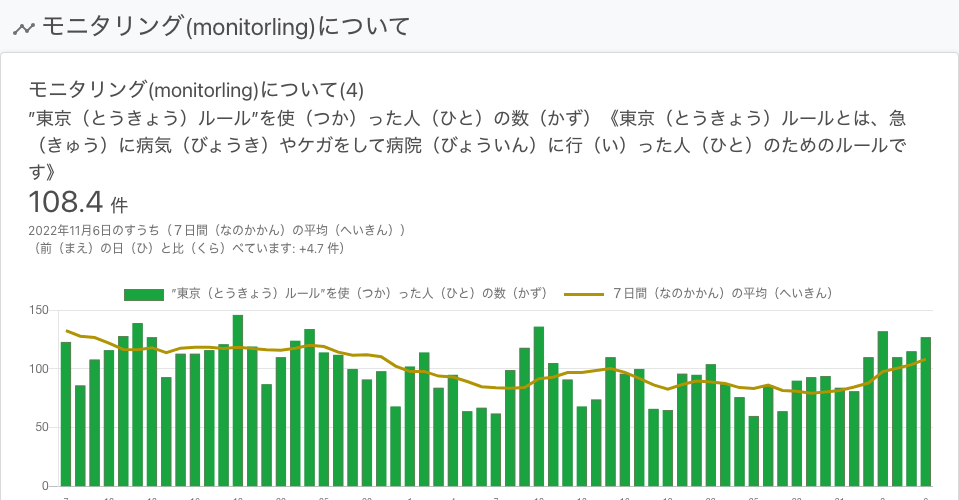 モニタリング(monitorling)について
モニタリング(monitorling)について(4)
”東京（とうきょう）ルール”を使（つか）った人（ひと）の数（かず）《東京（とうきょう）ルールとは、急
（きゅう）に病気（びょうき）やケガをして病院（びょういん）に行（い）った人（ひと）のためのルールで
す》
108.4 件
2022年11月6日のすうち（７日間（なのかかん）の平均（へいきん））
（前（まえ）の日（ひ）と比（くら）べています: +4.7 件）
”東京（とうきょう）ルール”を使（つか）った人（ひと）の数（かず）
７日間（なのかかん）の平均（へいきん）
150
100
50
0